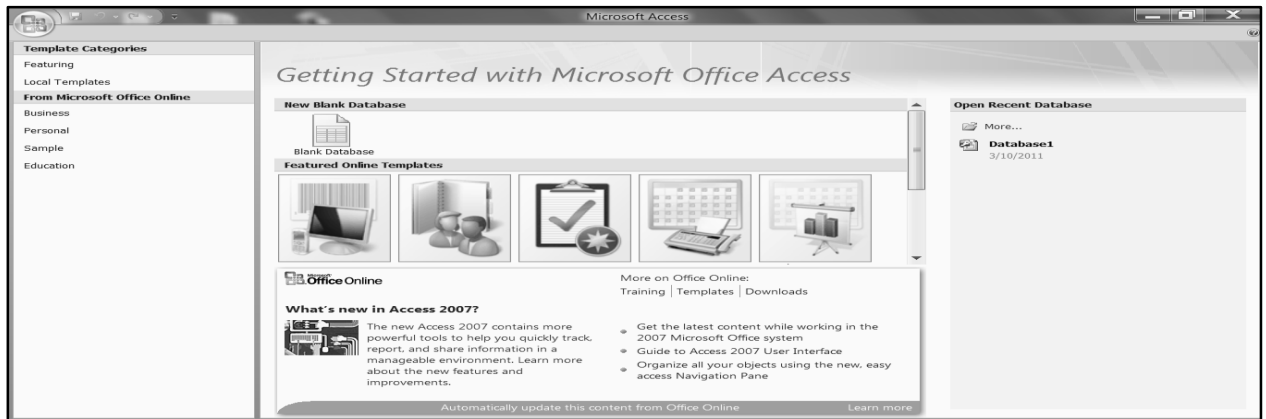 Microsoft Access
Template Categories
Featuring
Local Templates
From Microsoft Office Online
Business
Personal
Sample
Education
Getting Started with Microsoft Office Access
New Blank Database
Blank Database
Featured Online Templates
Microsoft
Office Online
More on Office Online:
Training | Templates | Downloads
What's new in Access 2007?
The new Access 2007 contains more
powerful tools to help you quickly track,
report, and share information in a
manageable environment. Learn more
about the new features and
improvements.
Get the latest content while working in the
2007 Microsoft Office system
Guide to Access 2007 User Interface
Organize all your objects using the new, easy
access Navigation Pane
Automatically update this content from Office Online
Learn more
Open Recent Database
More...
Database1
3/10/2011